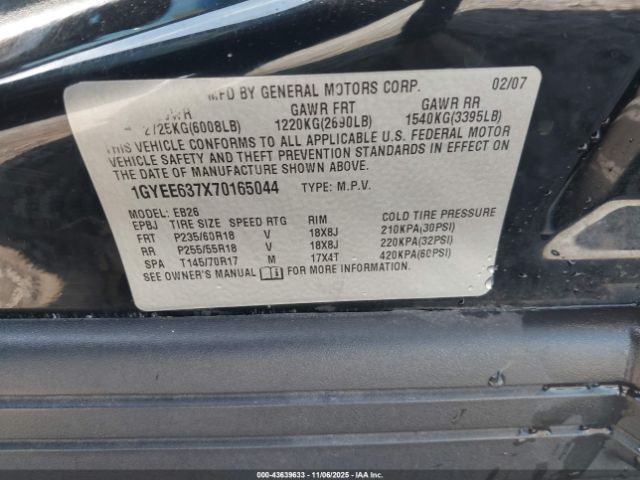 MFD BY GENERAL MOTORS CORP. 02/07
GAWR FRT GAWR RR
2725KG(6008LB) 1220KG(2690LB) 1540KG(3395LB)
THIS VEHICLE CONFORMS TO ALL APPLICABLE U.S. FEDERAL MOTOR
VEHICLE SAFETY AND THEFT PREVENTION STANDARDS IN EFFECT ON
THE DATE OF MANUFACTURE SHOWN ABOVE.
1GYEE637X70165044 TYPE: M.P.V.
MODEL: EB26
EPBJ TIRE SIZE SPEED RTG RIM COLD TIRE PRESSURE
FRT P235/60R18 V 18X8J 210KPA(30PSI)
RR P255/55R18 V 18X8J 220KPA(32PSI)
SPA T145/70R17 M 17X4T 420KPA(60PSI)
SEE OWNER'S MANUAL FOR MORE INFORMATION.
000-43639633 - 11/06/2025 - IAAI.COM